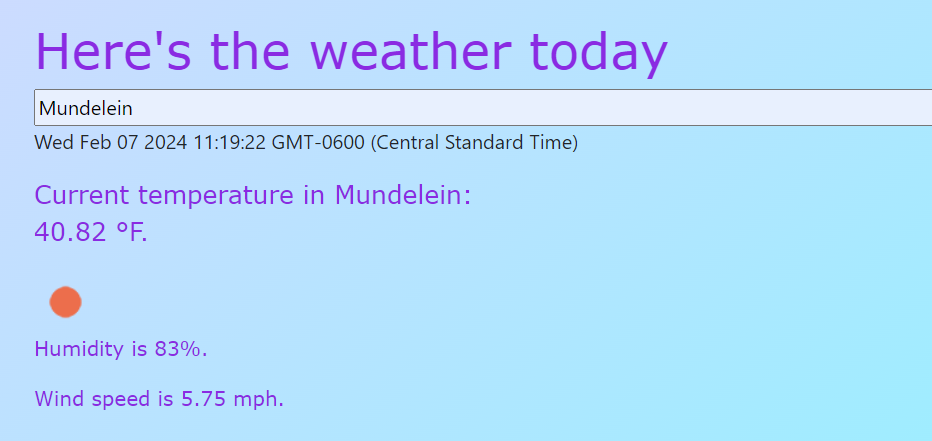 Here's the weather today
Mundelein
Wed Feb 07 2024 11:19:22 GMT-0600 (Central Standard Time)
Current temperature in Mundelein:
40.82 °F.
Humidity is 83%.
Wind speed is 5.75 mph.